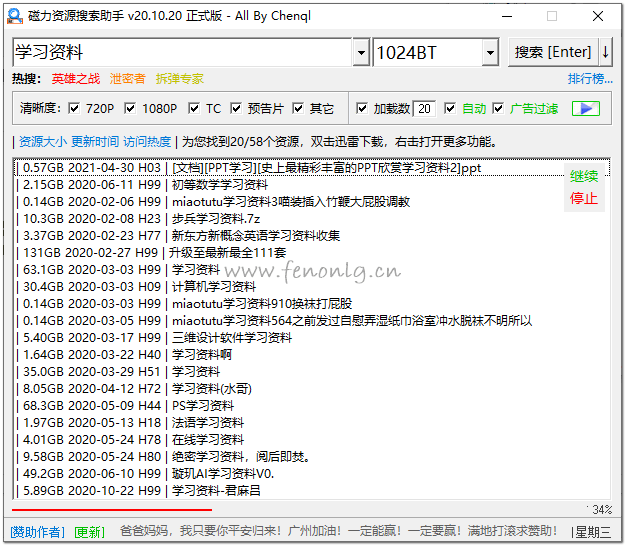 磁力资源搜索助手 v20.10.20 正式版 - All By Chenql
学习资料 1024BT 搜索 [Enter] ↓
热搜: 英雄之战 泄密者 拆弹专家 排行榜...
清晰度: 720P 1080P TC 预告片 其它 加载数 20 自动 广告过滤
| 资源大小 更新时间 访问热度 | 为您找到20/58个资源，双击迅雷下载，右击打开更多功能。
| 0.57GB 2021-04-30 H03 | [文档][PPT学习][史上最精彩丰富的PPT欣赏学习资料2]ppt
继续
| 2.15GB 2020-06-11 H99 | 初等数学学习资料
停止
| 0.14GB 2020-02-06 H99 | miaotutu学习资料3喵装插入竹鞭大屁股调教
| 10.3GB 2020-02-08 H23 | 步兵学习资料.7z
| 3.37GB 2020-02-23 H77 | 新东方新概念英语学习资料收集
| 131GB 2020-02-27 H99 | 升级至最新最全111套
| 63.1GB 2020-03-03 H99 | 学习资料
www.fenonlg.cn
| 30.4GB 2020-03-03 H09 | 计算机学习资料
| 0.14GB 2020-03-03 H99 | miaotutu学习资料910换袜打屁股
| 0.14GB 2020-03-05 H99 | miaotutu学习资料564之前发过自慰弄湿纸巾浴室冲水脱袜不明所以
| 5.40GB 2020-03-17 H99 | 三维设计软件学习资料
| 1.64GB 2020-03-22 H40 | 学习资料啊
| 35.0GB 2020-03-29 H51 | 学习资料
| 8.05GB 2020-04-12 H72 | 学习资料(水哥)
| 68.3GB 2020-05-09 H44 | PS学习资料
| 1.97GB 2020-05-13 H18 | 法语学习资料
| 4.01GB 2020-05-24 H78 | 在线学习资料
| 9.58GB 2020-05-24 H80 | 绝密学习资料，阅后即焚。
| 49.2GB 2020-06-10 H99 | 璇玑AI学习资料V0.
| 5.89GB 2020-10-22 H99 | 学习资料-君麻吕
34%
[赞助作者] [更新] 爸爸妈妈，我只要你平安归来！广州加油！一定能赢！一定要赢！满地打滚求赞助！ |星期三